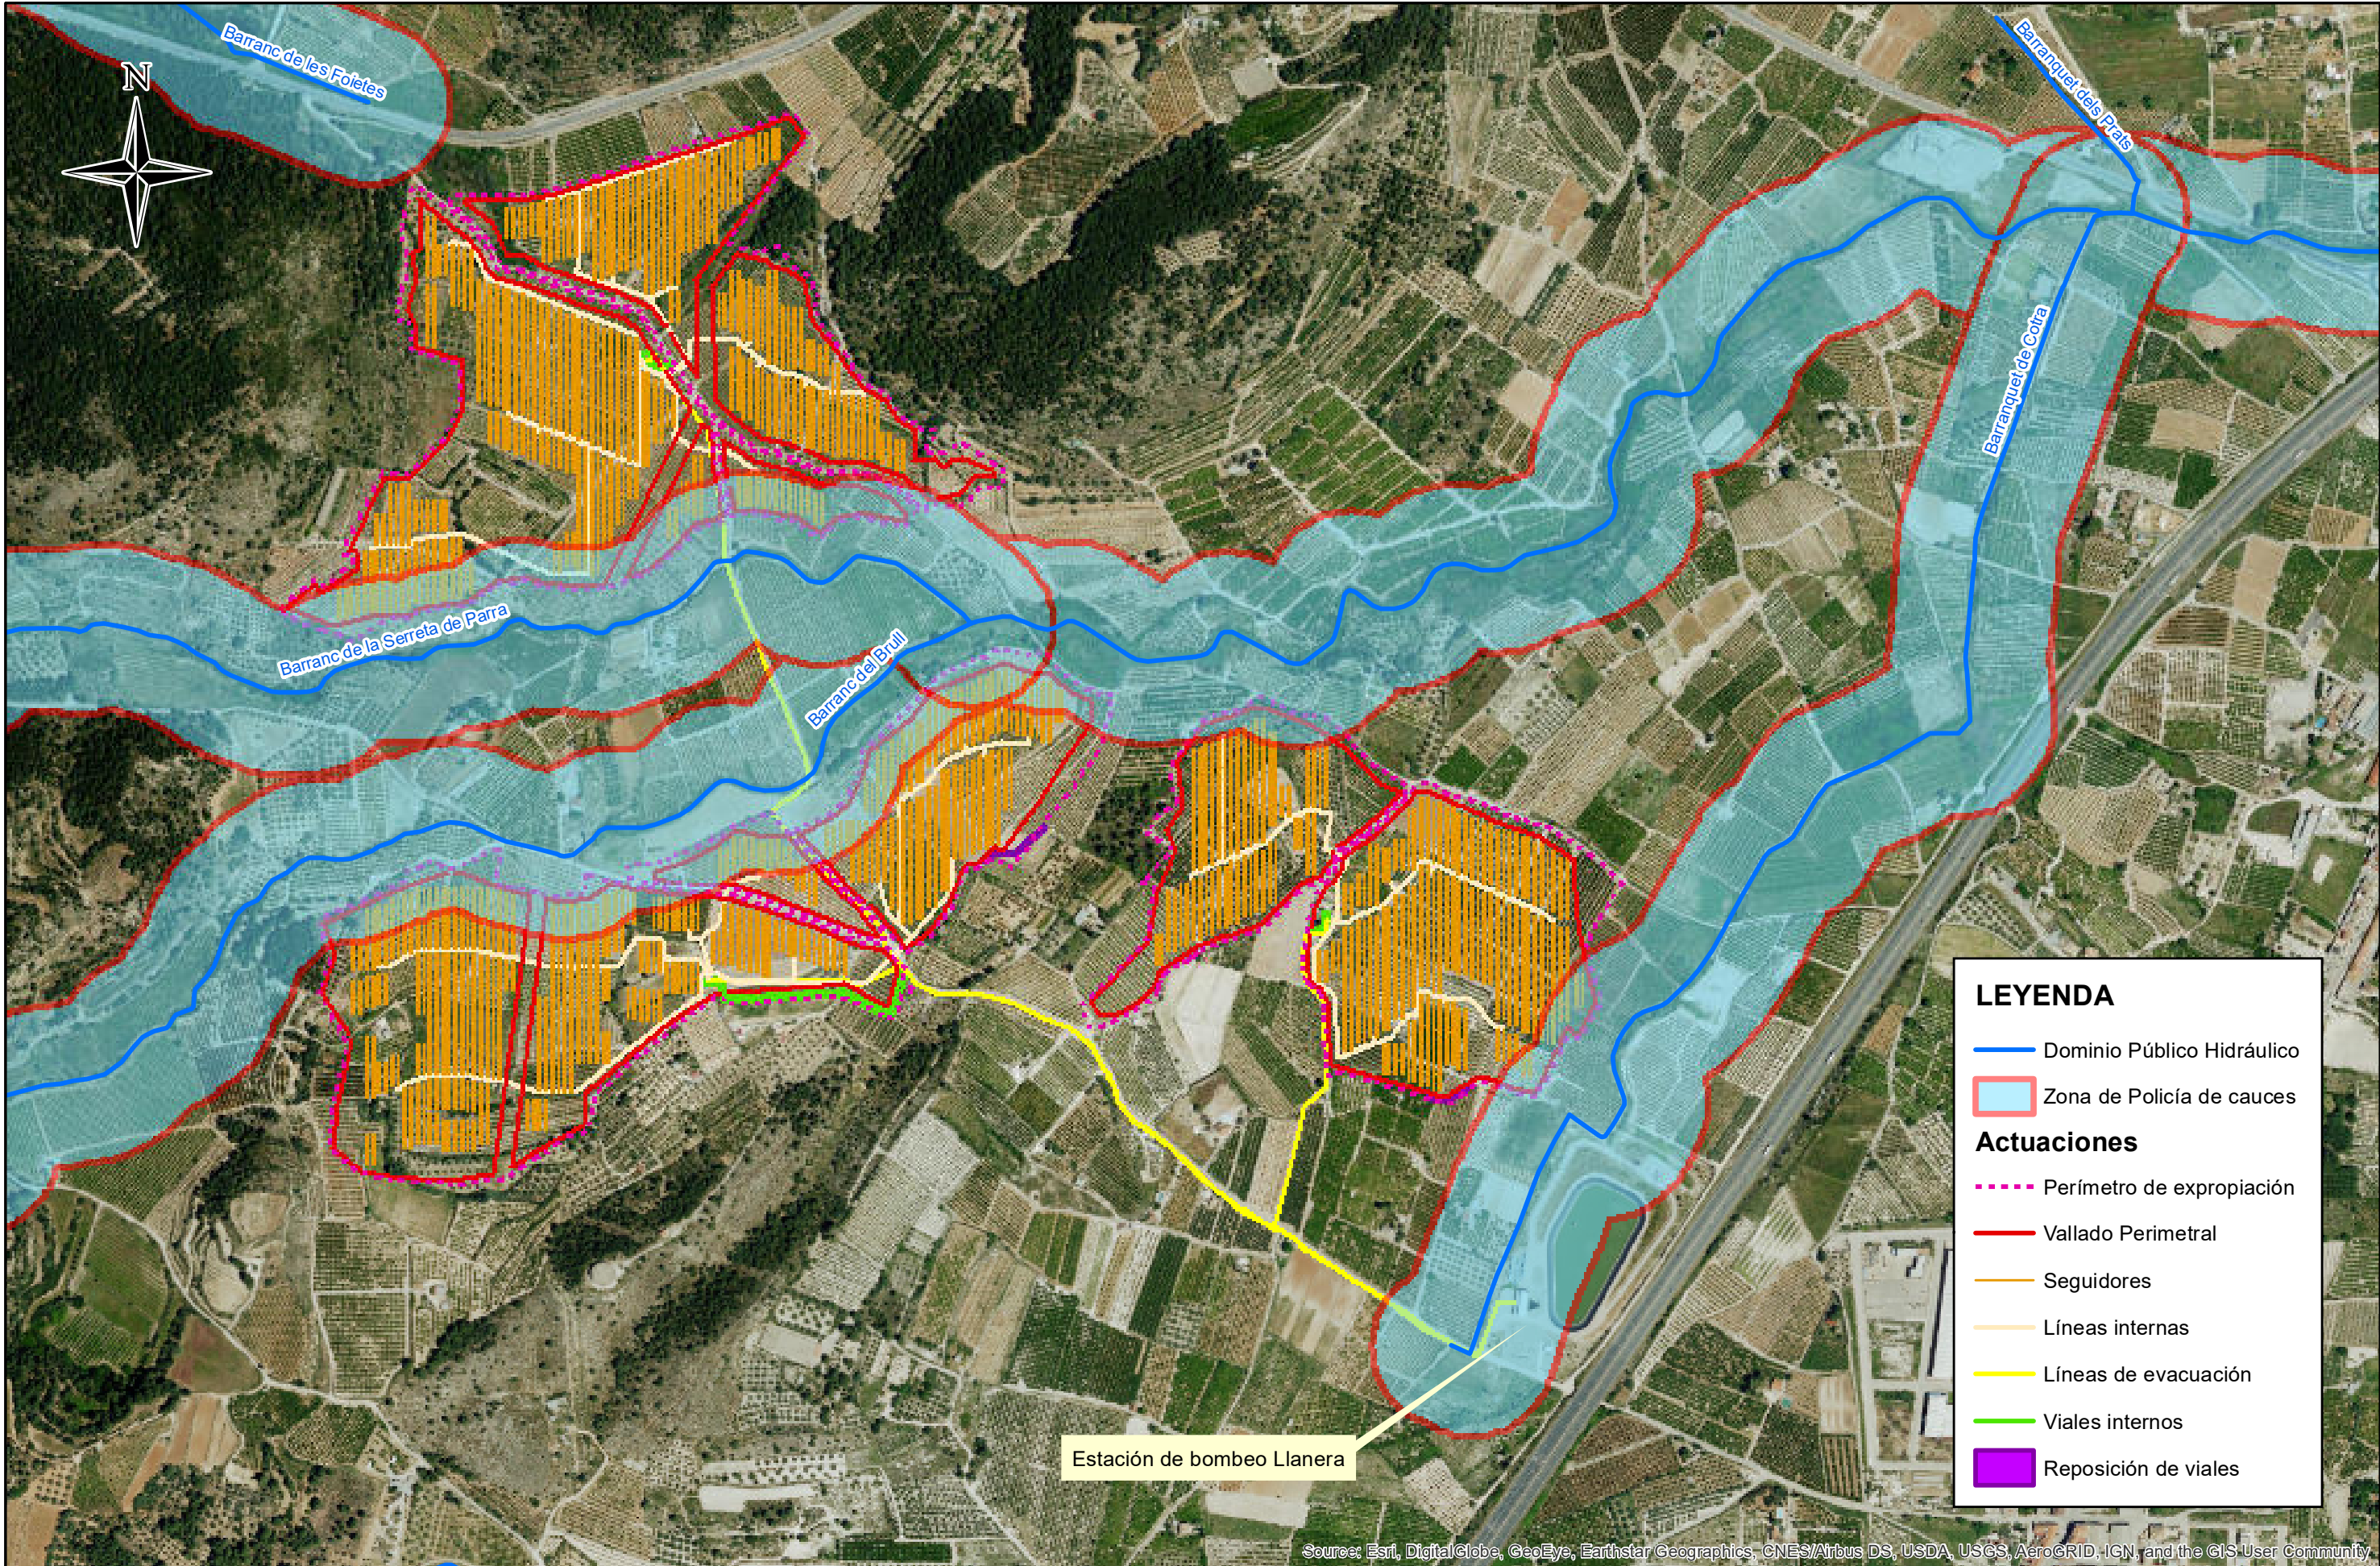 Barranc de les Foietes
N
Barranquet dels Prats
Barranquet de Cotra
Barranc de la Serreta de Parra
Barranc del Brull
LEYENDA
Dominio Público Hidráulico
Zona de Policía de cauces
Actuaciones
Perímetro de expropiación
Vallado Perimetral
Seguidores
Líneas internas
Líneas de evacuación
Viales internos
Reposición de viales
Estación de bombeo Llanera
Source: Esri, DigitalGlobe, GeoEye, Earthstar Geographics, CNES/Airbus DS, USDA, USGS, AeroGRID, IGN, and the GIS User Community